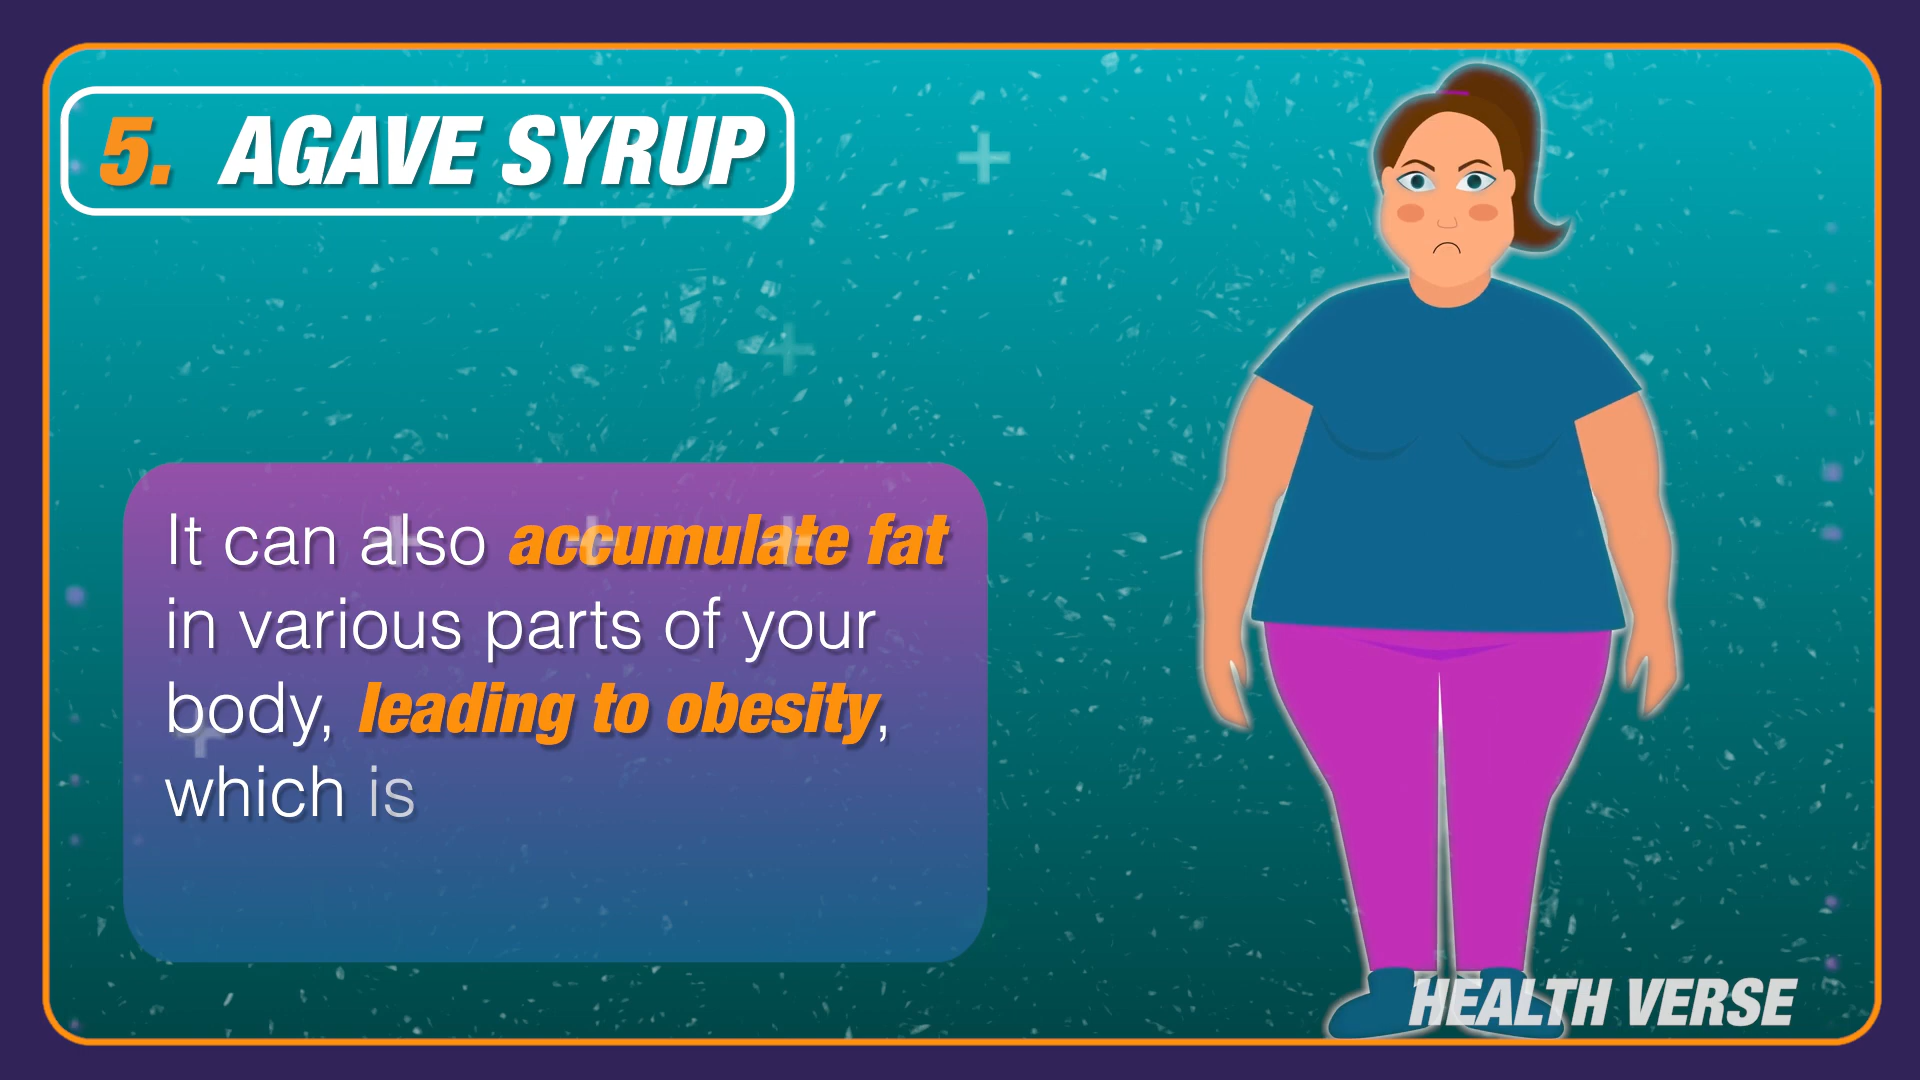 5. AGAVE SYRUP
It can also accumulate fat
in various parts of your
body, leading to obesity,
which is
HEALTH VERSE